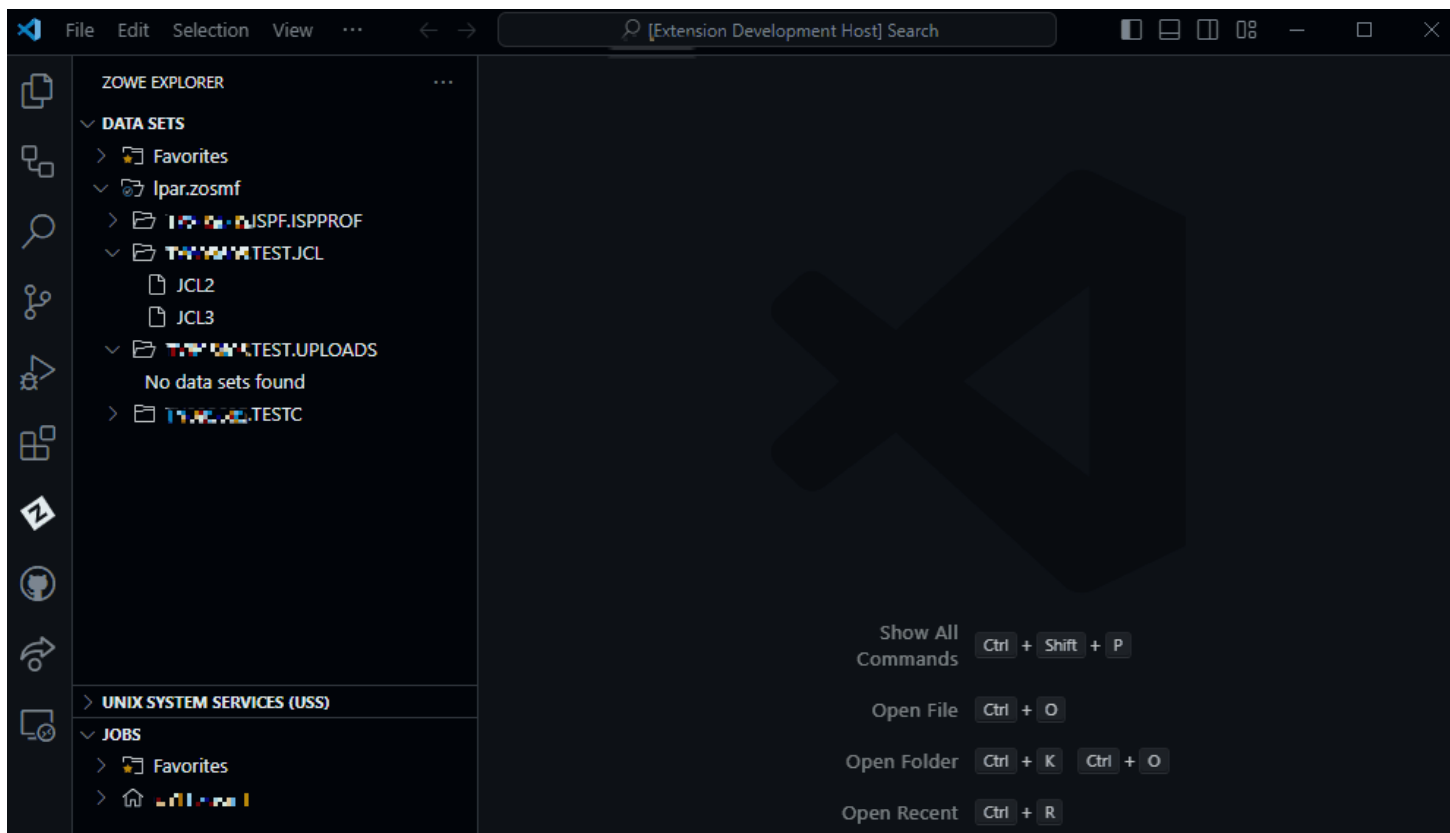 File Edit Selection View ··· [Extension Development Host] Search
ZOWE EXPLORER ···
DATA SETS
Favorites
lpar.zosmf
ISPF.ISPPROF
TEST.JCL
JCL2
JCL3
TEST.UPLOADS
No data sets found
.TESTC
UNIX SYSTEM SERVICES (USS)
JOBS
Favorites
Show All
Commands Ctrl + Shift + P
Open File Ctrl + O
Open Folder Ctrl + K Ctrl + O
Open Recent Ctrl + R